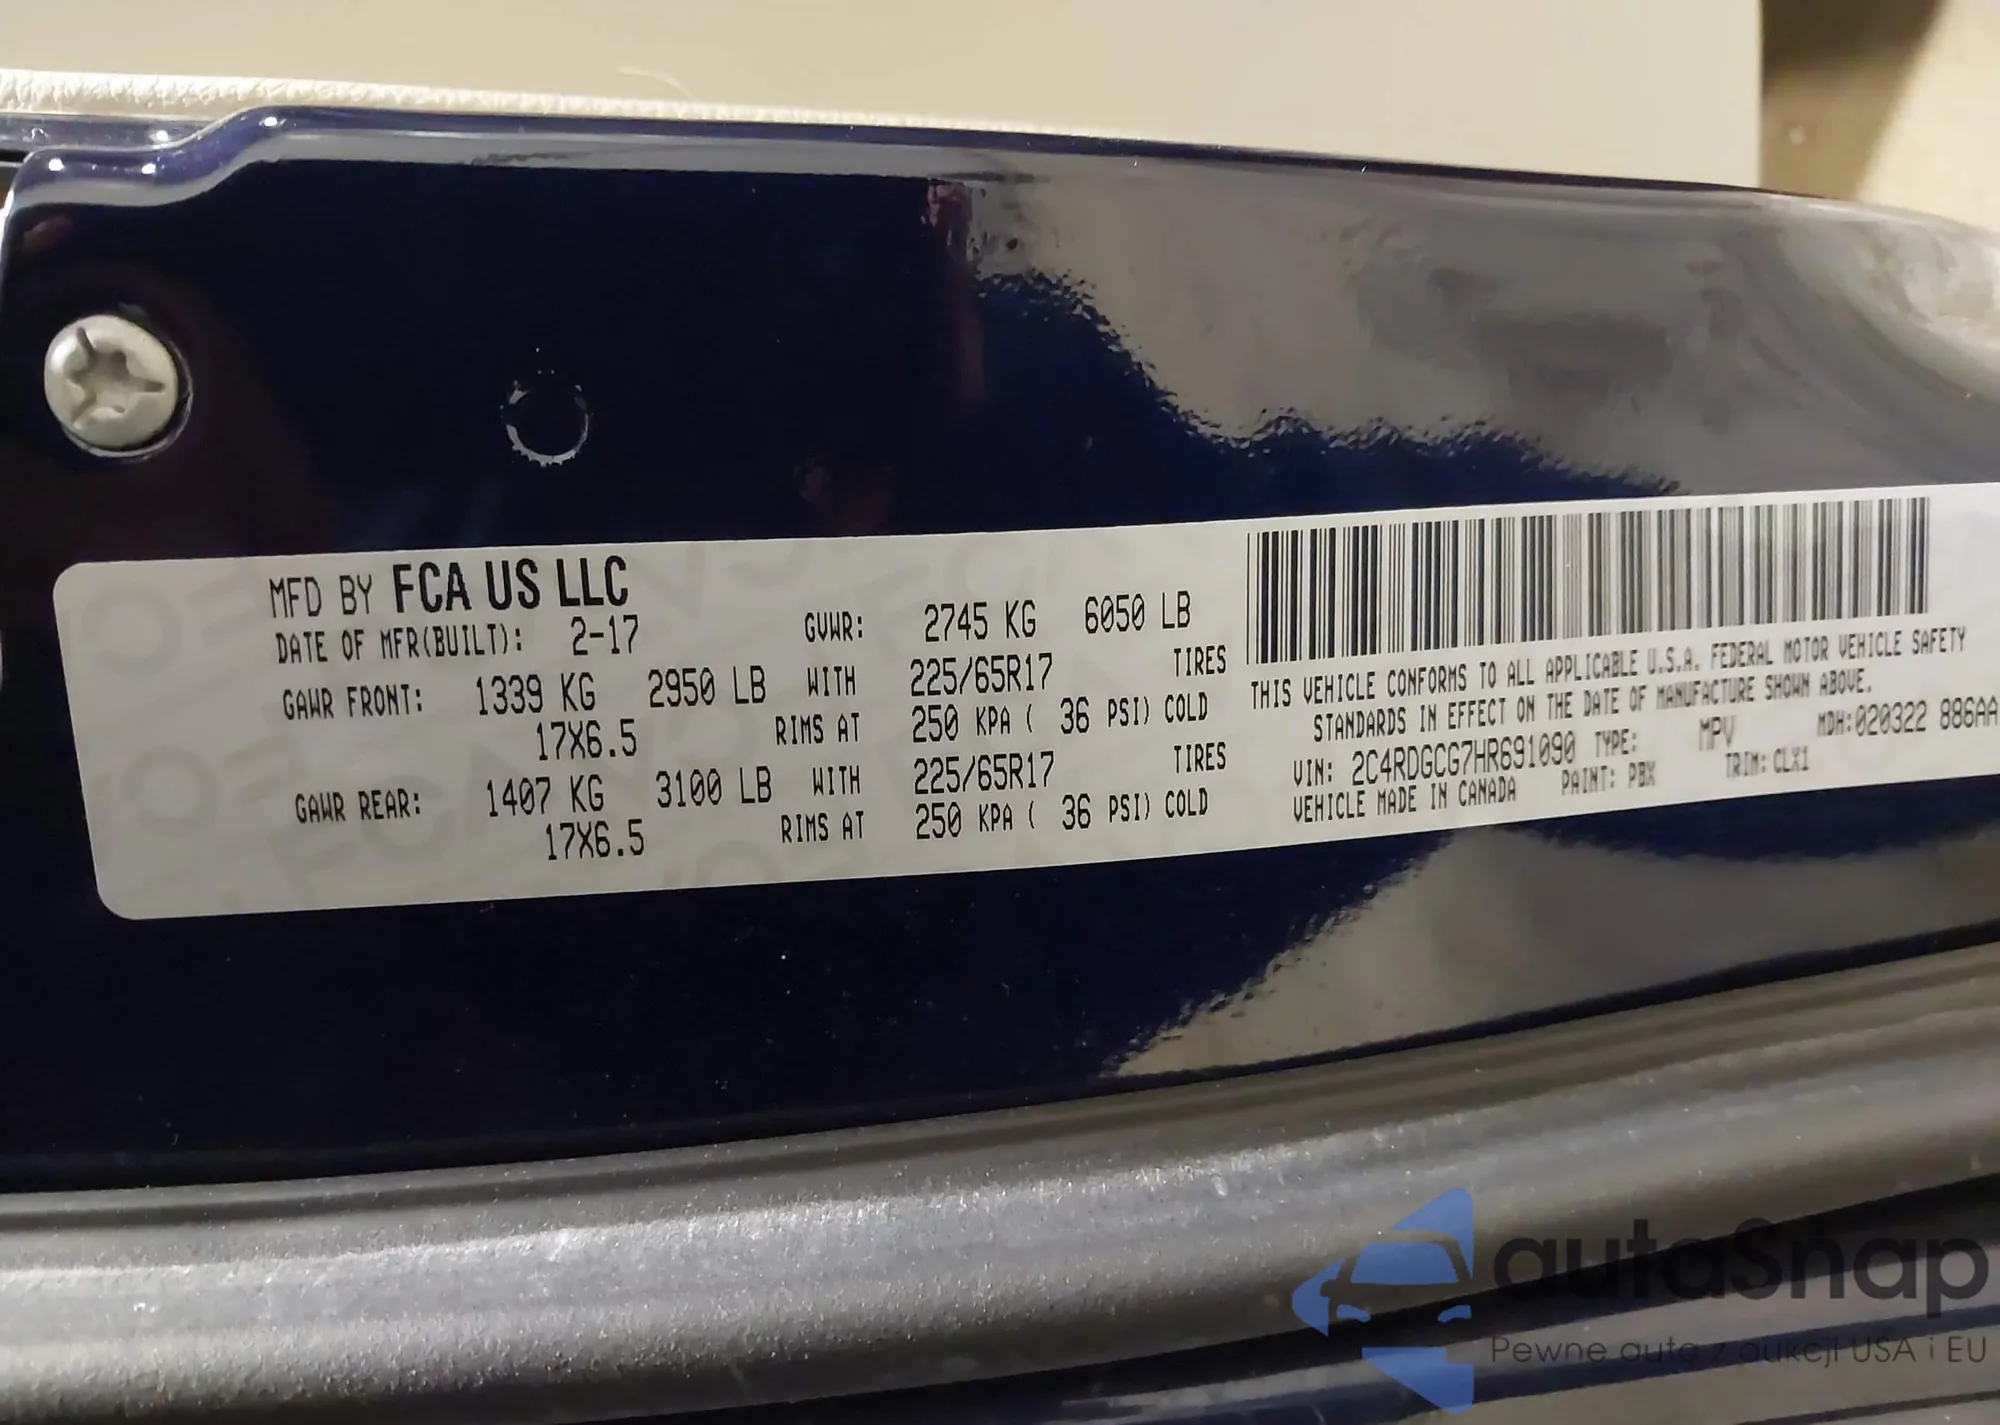 MFD BY FCA US LLC
DATE OF MFR(BUILT): 2-17 GVWR: 2745 KG 6050 LB
GAWR FRONT: 1339 KG 2950 LB WITH 225/65R17 TIRES
17X6.5 RIMS AT 250 KPA ( 36 PSI) COLD
GAWR REAR: 1407 KG 3100 LB WITH 225/65R17 TIRES
17X6.5 RIMS AT 250 KPA ( 36 PSI) COLD
THIS VEHICLE CONFORMS TO ALL APPLICABLE U.S.A. FEDERAL MOTOR VEHICLE SAFETY
STANDARDS IN EFFECT ON THE DATE OF MANUFACTURE SHOWN ABOVE.
VIN: 2C4RDGCG7HR691090 TYPE: MPV MDH:020322 886AA
VEHICLE MADE IN CANADA PAINT: PBX TRIM: CLX1
autaSnap
Pewne auta z aukcji USA i EU